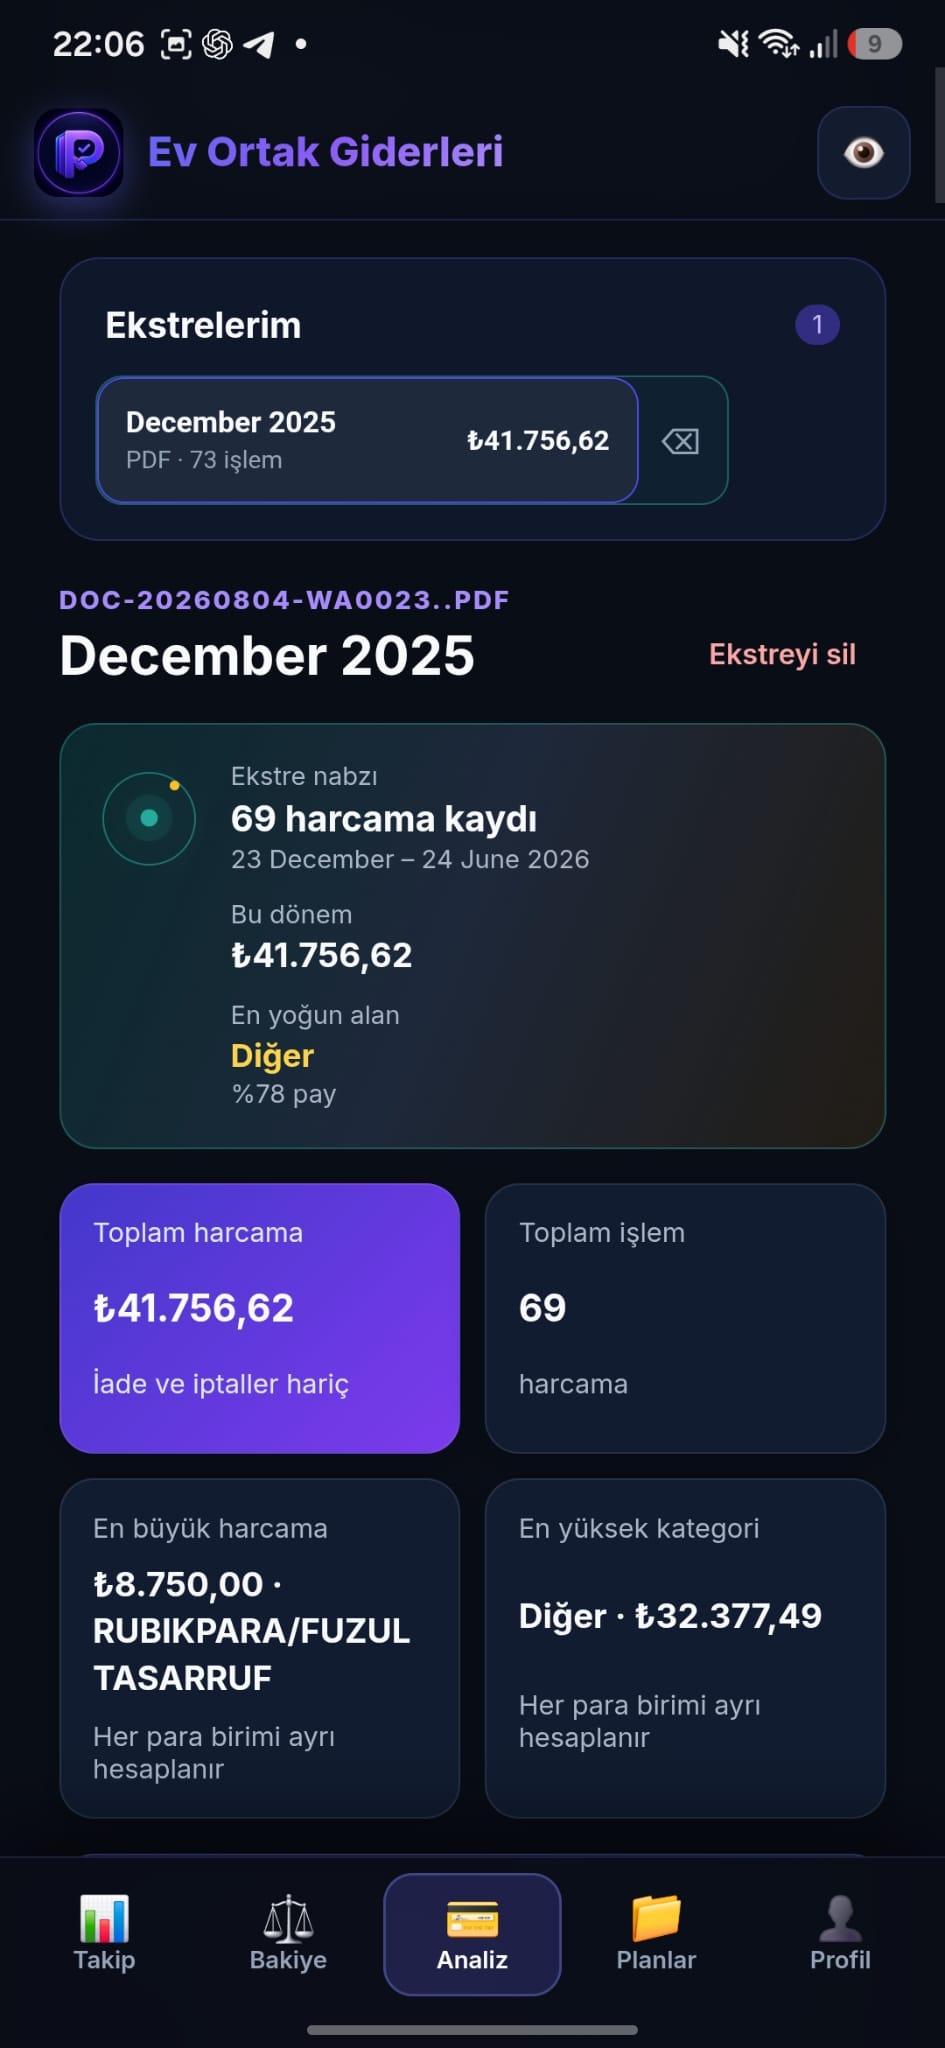 22:06
9
Ev Ortak Giderleri
Ekstrelerim
1
December 2025
PDF · 73 işlem
₺41.756,62
DOC-20260804-WA0023..PDF
December 2025
Ekstreyi sil
Ekstre nabzı
69 harcama kaydı
23 December – 24 June 2026
Bu dönem
₺41.756,62
En yoğun alan
Diğer
%78 pay
Toplam harcama
₺41.756,62
İade ve iptaller hariç
Toplam işlem
69
harcama
En büyük harcama
₺8.750,00 ·
RUBIKPARA/FUZUL
TASARRUF
Her para birimi ayrı
hesaplanır
En yüksek kategori
Diğer · ₺32.377,49
Her para birimi ayrı
hesaplanır
Takip
Bakiye
Analiz
Planlar
Profil